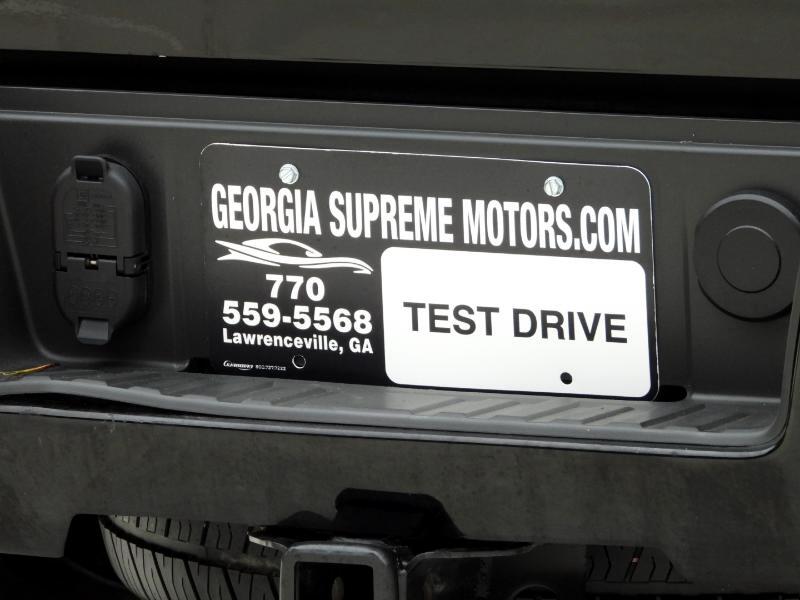 GEORGIA SUPREME MOTORS.COM
770
559-5568
Lawrenceville, GA
TEST DRIVE